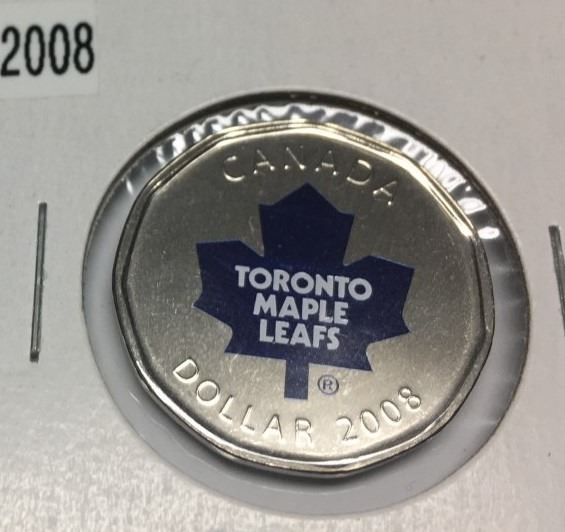 2008
CANADA
TORONTO
MAPLE
LEAFS
®
DOLLAR 2008